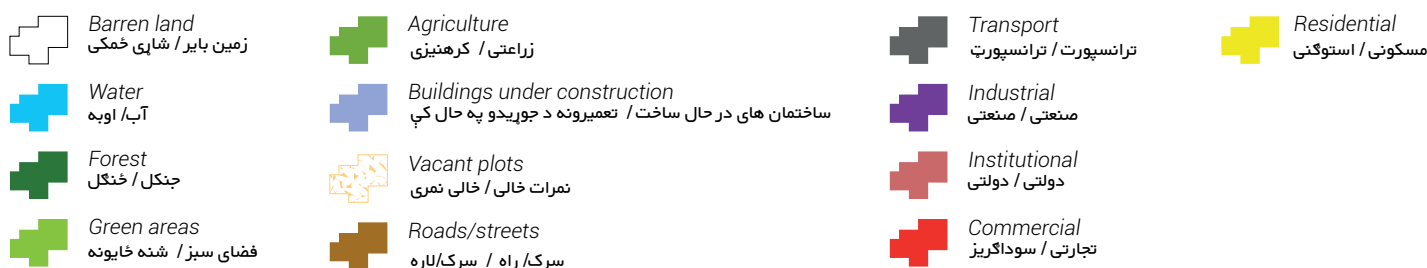 Barren land
زمین بایر / شاړې ځمکې
Water
آب/ اوبه
Forest
جنګل / ځنګل
Green areas
فضای سبز / شنه ځایونه
Agriculture
زراعتی / کرهنیزی
Buildings under construction
ساختمان های در حال ساخت / تعمیرونه د جوړیدو په حال کې
Vacant plots
نمرات خالی / خالی نمری
Roads/streets
سرک/ راه / سرک/لاره
Transport
ترانسپورت / ترانسپورټ
Industrial
صنعتی / صنعتی
Institutional
دولتی / دولتی
Commercial
تجارتی / سوداګریز
Residential
مسکونی / استوګنی